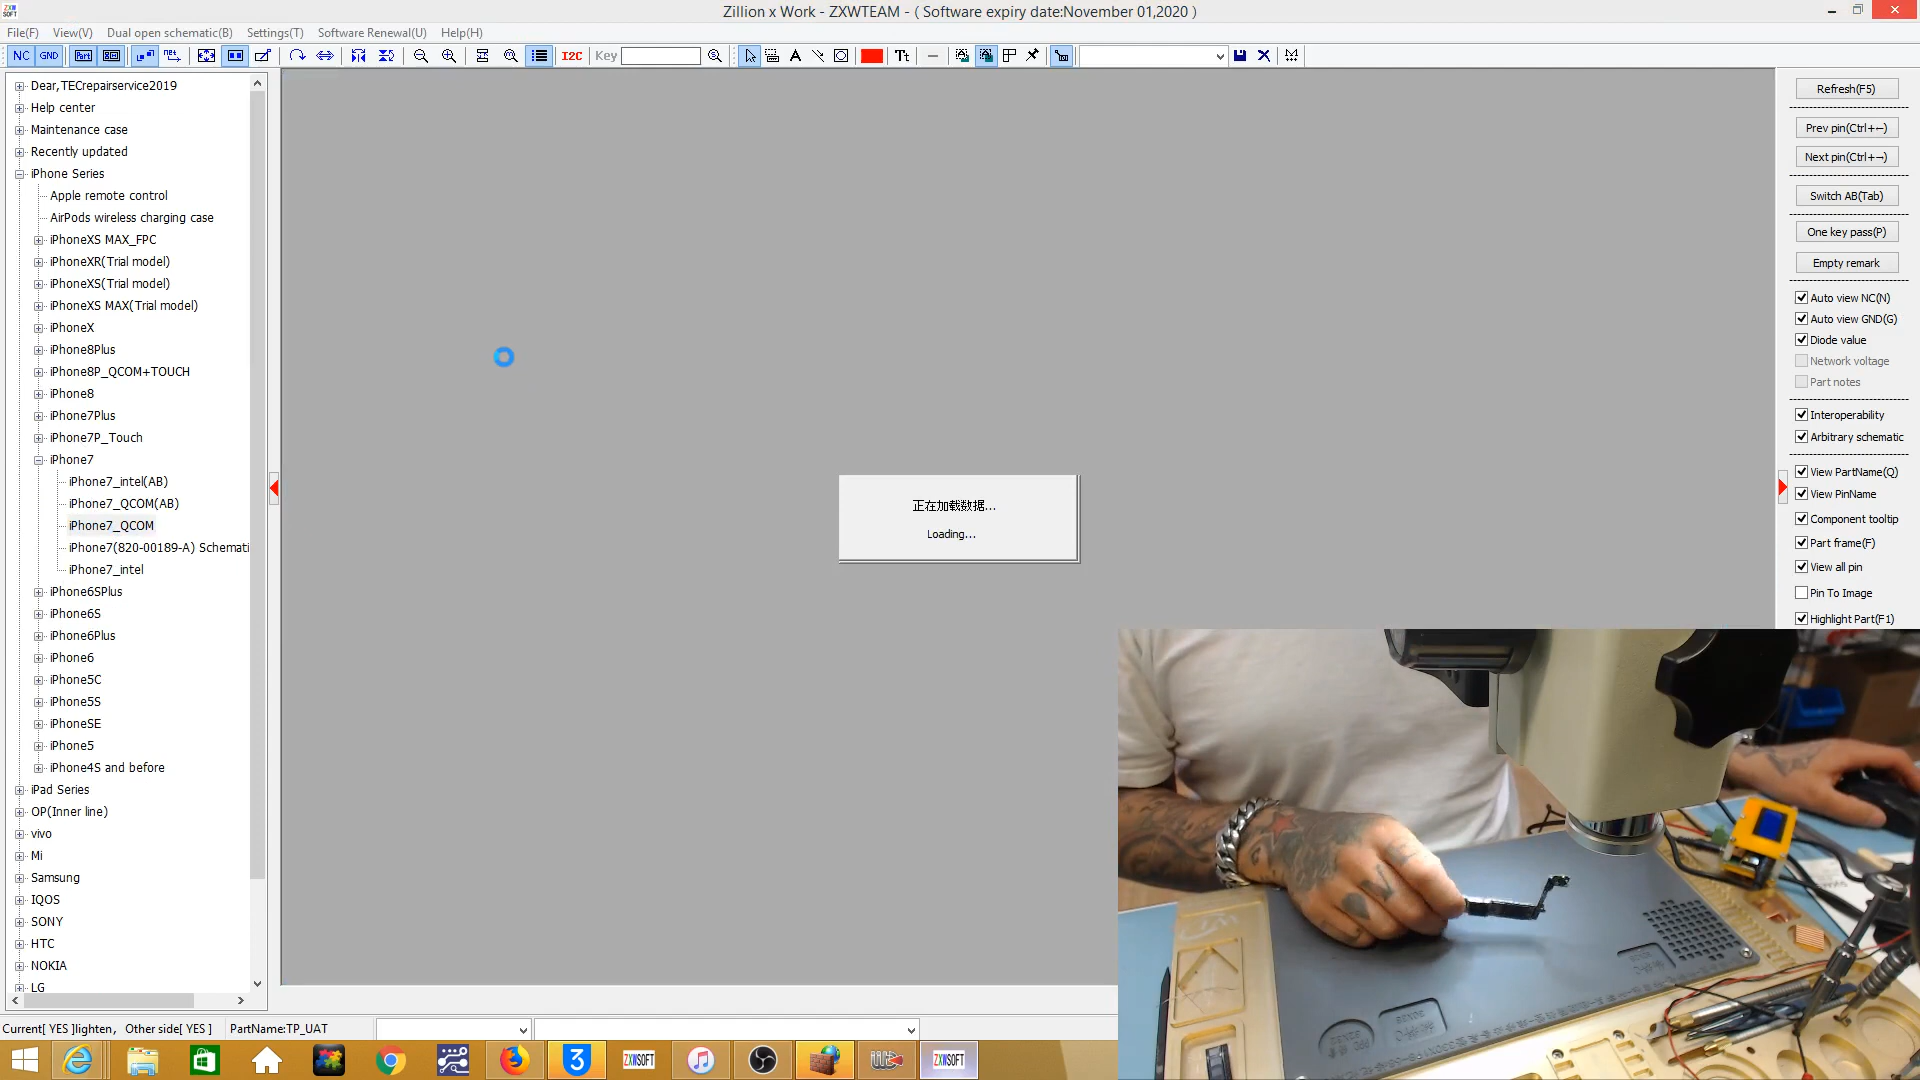 ZXW
SOFT
Zillion x Work - ZXWTEAM - ( Software expiry date:November 01,2020 )
File(F) View(V) Dual open schematic(B) Settings(T) Software Renewal(U) Help(H)
NC GND Part net I2C Key A Tt
Dear,TECrepairservice2019
Help center
Maintenance case
Recently updated
iPhone Series
Apple remote control
AirPods wireless charging case
iPhoneXS MAX_FPC
iPhoneXR(Trial model)
iPhoneXS(Trial model)
iPhoneXS MAX(Trial model)
iPhoneX
iPhone8Plus
iPhone8P_QCOM+TOUCH
iPhone8
iPhone7Plus
iPhone7P_Touch
iPhone7
iPhone7_intel(AB)
iPhone7_QCOM(AB)
iPhone7_QCOM
iPhone7(820-00189-A) Schemati
iPhone7_intel
iPhone6SPlus
iPhone6S
iPhone6Plus
iPhone6
iPhone5C
iPhone5S
iPhoneSE
iPhone5
iPhone4S and before
iPad Series
OP(Inner line)
vivo
Mi
Samsung
IQOS
SONY
HTC
NOKIA
LG
正在加载数据...
Loading...
Refresh(F5)
Prev pin(Ctrl+←)
Next pin(Ctrl+→)
Switch AB(Tab)
One key pass(P)
Empty remark
Auto view NC(N)
Auto view GND(G)
Diode value
Network voltage
Part notes
Interoperability
Arbitrary schematic
View PartName(Q)
View PinName
Component tooltip
Part frame(F)
View all pin
Pin To Image
Highlight Part(F1)
LOVE
Current[ YES ]lighten, Other side[ YES ] PartName:TP_UAT
3 ZXWSOFT ZXWSOFT